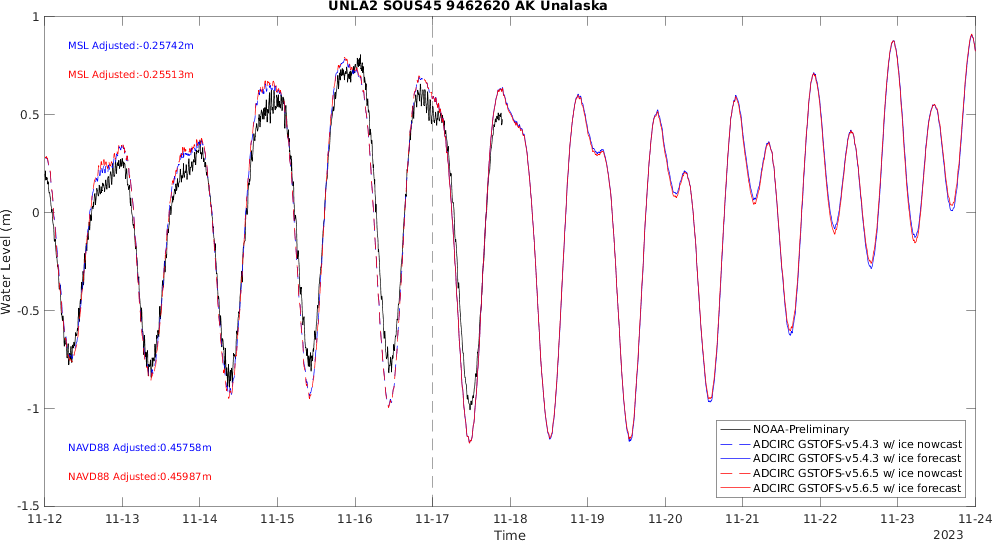 UNLA2 SOUS45 9462620 AK Unalaska
1
0.5
0
-0.5
-1
-1.5
Water Level (m)
MSL Adjusted:-0.25742m
MSL Adjusted:-0.25513m
NAVD88 Adjusted:0.45758m
NAVD88 Adjusted:0.45987m
NOAA-Preliminary
ADCIRC GSTOFS-v5.4.3 w/ ice nowcast
ADCIRC GSTOFS-v5.4.3 w/ ice forecast
ADCIRC GSTOFS-v5.6.5 w/ ice nowcast
ADCIRC GSTOFS-v5.6.5 w/ ice forecast
11-12 11-13 11-14 11-15 11-16 11-17 11-18 11-19 11-20 11-21 11-22 11-23 11-24
Time
2023